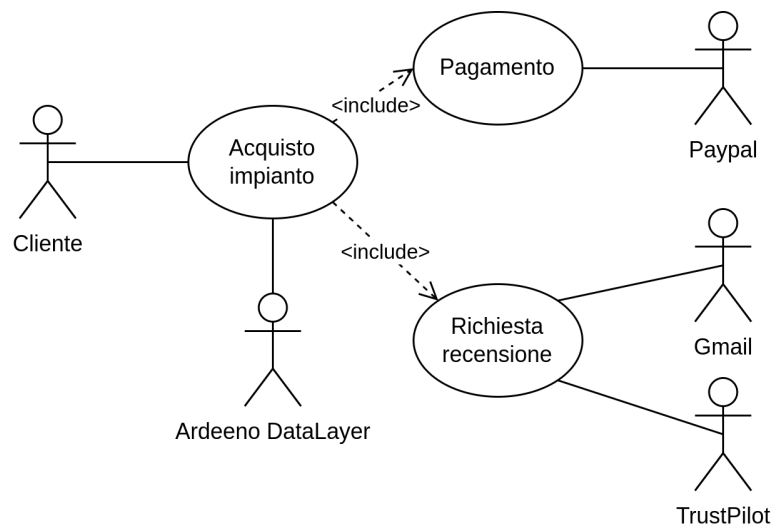 Pagamento
<include>
Paypal
Acquisto
impianto
Cliente
<include>
Richiesta
recensione
Gmail
Ardeeno DataLayer
TrustPilot